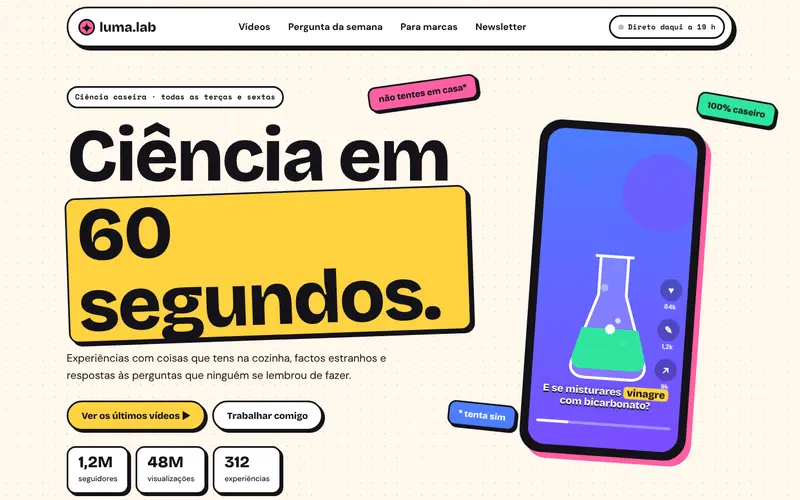 luma.lab
Vídeos
Pergunta da semana
Para marcas
Newsletter
Direto daqui a 19 h
Ciência caseira · todas as terças e sextas
não tentes em casa*
100% caseiro
Ciência em
60
segundos.
Experiências com coisas que tens na cozinha, factos estranhos e
respostas às perguntas que ninguém se lembrou de fazer.
Ver os últimos vídeos ▶
Trabalhar comigo
1,2M
seguidores
48M
visualizações
312
experiências
84k
1,2k
9k
E se misturares vinagre
com bicarbonato?
* tenta sim